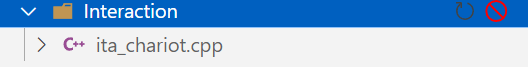 Interaction
C++ ita_chariot.cpp